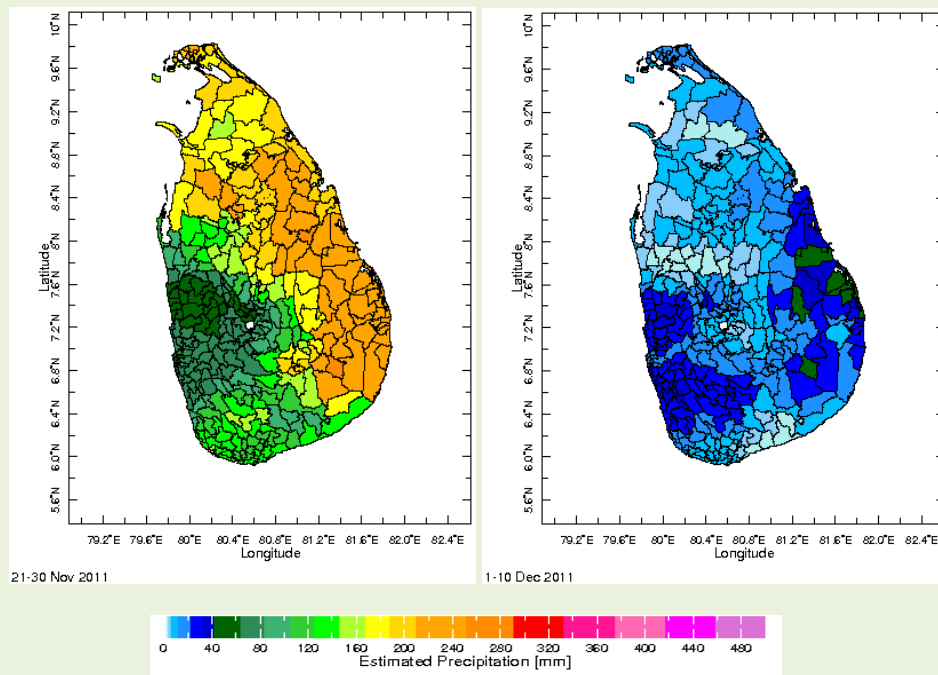 10°N
9.6°N
9.2°N
8.8°N
8.4°N
8°N
7.6°N
7.2°N
6.8°N
6.4°N
6.0°N
5.6°N
Latitude
79.2°E 79.6°E 80°E 80.4°E 80.8°E 81.2°E 81.6°E 82.0°E 82.4°E
Longitude
21-30 Nov 2011
10°N
9.6°N
9.2°N
8.8°N
8.4°N
8°N
7.6°N
7.2°N
6.8°N
6.4°N
6.0°N
5.6°N
Latitude
79.2°E 79.6°E 80°E 80.4°E 80.8°E 81.2°E 81.6°E 82.0°E 82.4°E
Longitude
1-10 Dec 2011
0 40 80 120 160 200 240 280 320 360 400 440 480
Estimated Precipitation [mm]